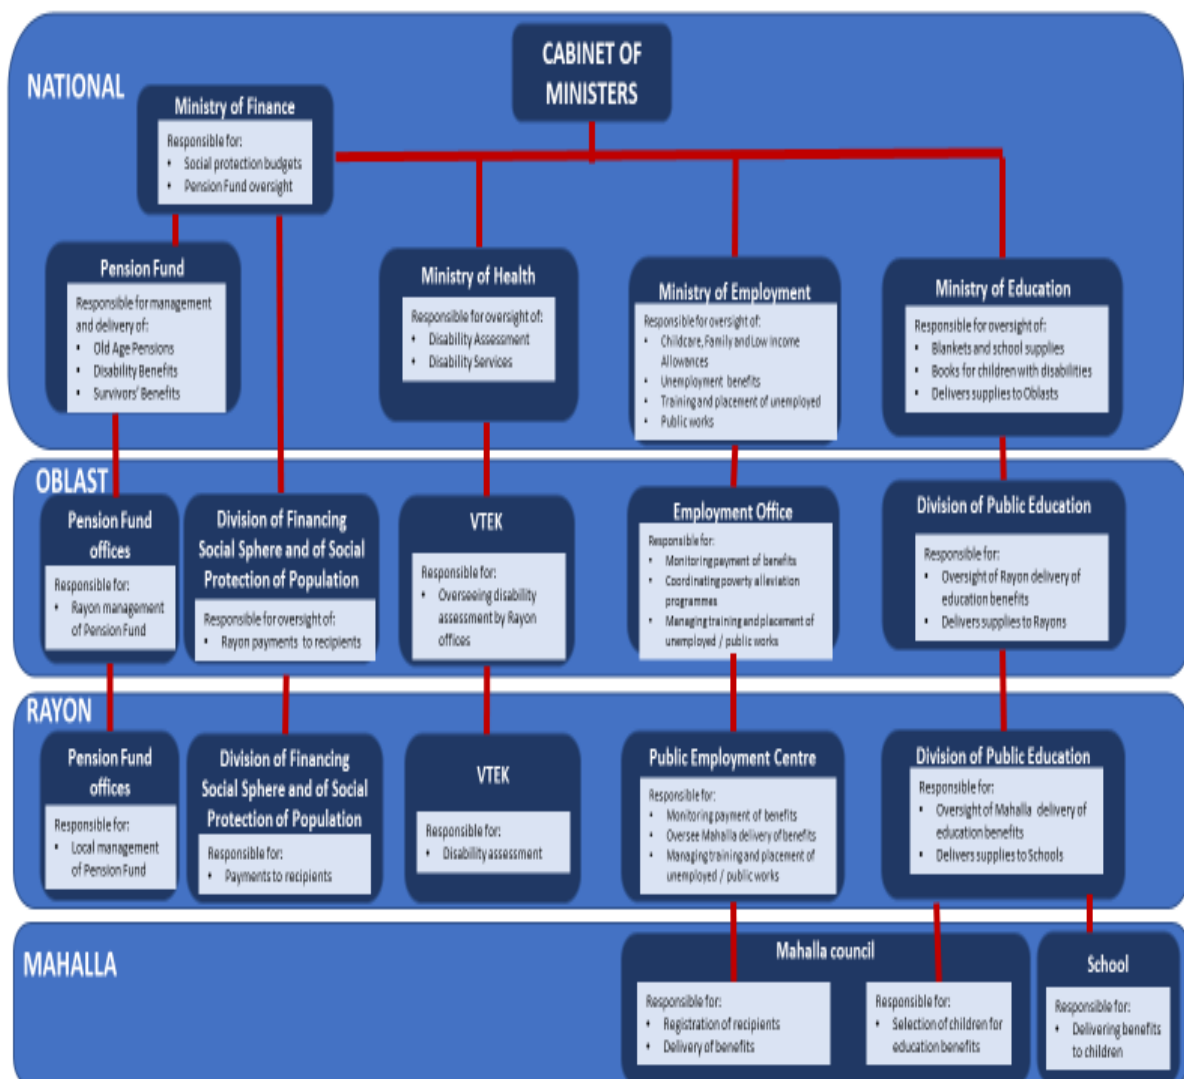 CABINET OF
MINISTERS
NATIONAL
Ministry of Finance
Responsible for:
• Social protection budgets
• Pension Fund oversight
Pension Fund
Responsible for management
and delivery of:
• Old Age Pensions
• Disability Benefits
• Survivors' Benefits
Ministry of Health
Responsible for oversight of:
• Disability Assessment
• Disability Services
Ministry of Employment
Responsible for oversight of:
• Childcare, Family and Low Income
Allowances
• Unemployment benefits
• Training and placement of unemployed
• Public works
Ministry of Education
Responsible for oversight of:
• Blankets and school supplies
• Books for children with disabilities
• Delivers supplies to Oblasts
OBLAST
Pension Fund
offices
Responsible for:
• Rayon management
of Pension Fund
Division of Financing
Social Sphere and of Social
Protection of Population
Responsible for oversight of:
• Rayon payments to recipients
VTEK
Responsible for:
• Overseeing disability
assessment by Rayon
offices
Employment Office
Responsible for:
• Monitoring payment of benefits
• Coordinating poverty alleviation
programmes
• Managing training and placement of
unemployed / public works
Division of Public Education
Responsible for:
• Oversight of Rayon delivery of
education benefits
• Delivers supplies to Rayons
RAYON
Pension Fund
offices
Responsible for:
• Local management
of Pension Fund
Division of Financing
Social Sphere and of Social
Protection of Population
Responsible for:
• Payments to recipients
VTEK
Responsible for:
• Disability assessment
Public Employment Centre
Responsible for:
• Monitoring payment of benefits
• Oversee Mahalla delivery of benefits
• Managing training and placement of
unemployed / public works
Division of Public Education
Responsible for:
• Oversight of Mahalla delivery of
education benefits
• Delivers supplies to Schools
MAHALLA
Mahalla council
Responsible for:
• Registration of recipients
• Delivery of benefits
Responsible for:
• Selection of children for
education benefits
School
Responsible for:
• Delivering benefits
to children